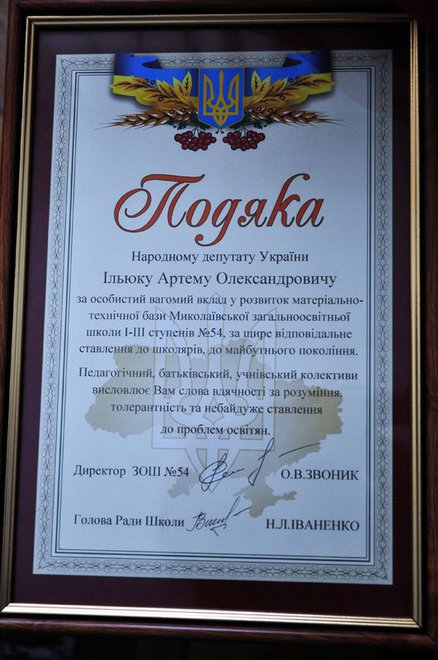 Подяка
Народному депутату України
Ільюку Артему Олександровичу
за особистий вагомий вклад у розвиток матеріально-
технічної бази Миколаївської загальноосвітньої
школи І-ІІІ ступенів №54, за щире відповідальне
ставлення до школярів, до майбутнього покоління.
Педагогічний, батьківський, учнівський колективи
висловлює Вам слова вдячності за розуміння,
толерантність та небайдуже ставлення
до проблем освітян.
Директор ЗОШ №54 О.В.ЗВОНИК
Голова Ради Школи Н.Л.ІВАНЕНКО